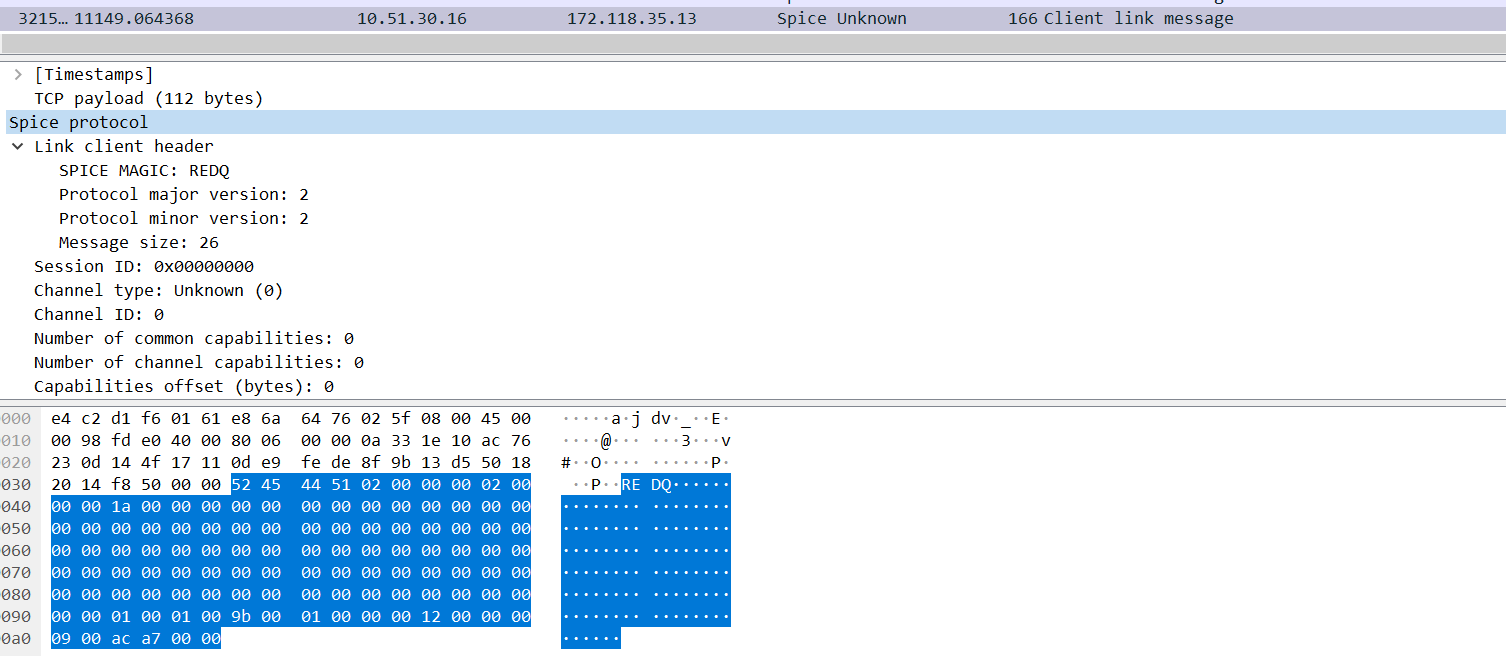 3215… 11149.064368 10.51.30.16 172.118.35.13 Spice Unknown 166 Client link message
[Timestamps]
TCP payload (112 bytes)
Spice protocol
Link client header
SPICE MAGIC: REDQ
Protocol major version: 2
Protocol minor version: 2
Message size: 26
Session ID: 0x00000000
Channel type: Unknown (0)
Channel ID: 0
Number of common capabilities: 0
Number of channel capabilities: 0
Capabilities offset (bytes): 0
000 e4 c2 d1 f6 01 61 e8 6a 64 76 02 5f 08 00 45 00 ·····a·j dv·_··E·
010 00 98 fd e0 40 00 80 06 00 00 0a 33 1e 10 ac 76 ····@··· ···3···v
020 23 0d 14 4f 17 11 0d e9 fe de 8f 9b 13 d5 50 18 #··O···· ······P·
030 20 14 f8 50 00 00 52 45 44 51 02 00 00 00 02 00 ··P··RE DQ······
040 00 00 1a 00 00 00 00 00 00 00 00 00 00 00 00 00 ········ ········
050 00 00 00 00 00 00 00 00 00 00 00 00 00 00 00 00 ········ ········
060 00 00 00 00 00 00 00 00 00 00 00 00 00 00 00 00 ········ ········
070 00 00 00 00 00 00 00 00 00 00 00 00 00 00 00 00 ········ ········
080 00 00 00 00 00 00 00 00 00 00 00 00 00 00 00 00 ········ ········
090 00 00 01 00 01 00 9b 00 01 00 00 00 12 00 00 00 ········ ········
0a0 09 00 ac a7 00 00 ······